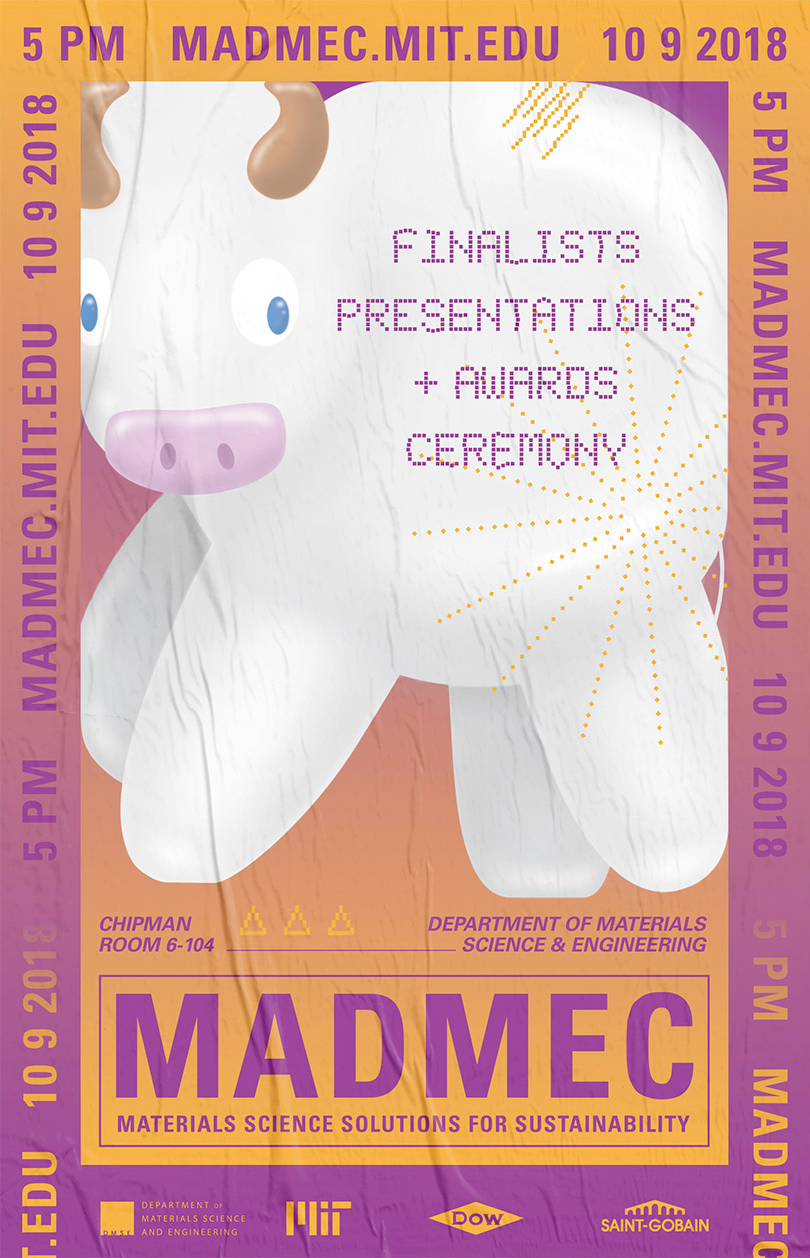 5 PM MADMEC.MIT.EDU 10 9 2018
T.EDU 10 9 2018 5 PM MADMEC.MIT.EDU 10 9 2018
5 PM MADMEC.MIT.EDU 10 9 2018 5 PM MADMEC
FINALISTS
PRESENTATIONS
+ AWARDS
CEREMONY
CHIPMAN
ROOM 6-104
DEPARTMENT OF MATERIALS
SCIENCE & ENGINEERING
MADMEC
MATERIALS SCIENCE SOLUTIONS FOR SUSTAINABILITY
DMSE
DEPARTMENT OF
MATERIALS SCIENCE
AND ENGINEERING
MIT
DOW
SAINT-GOBAIN